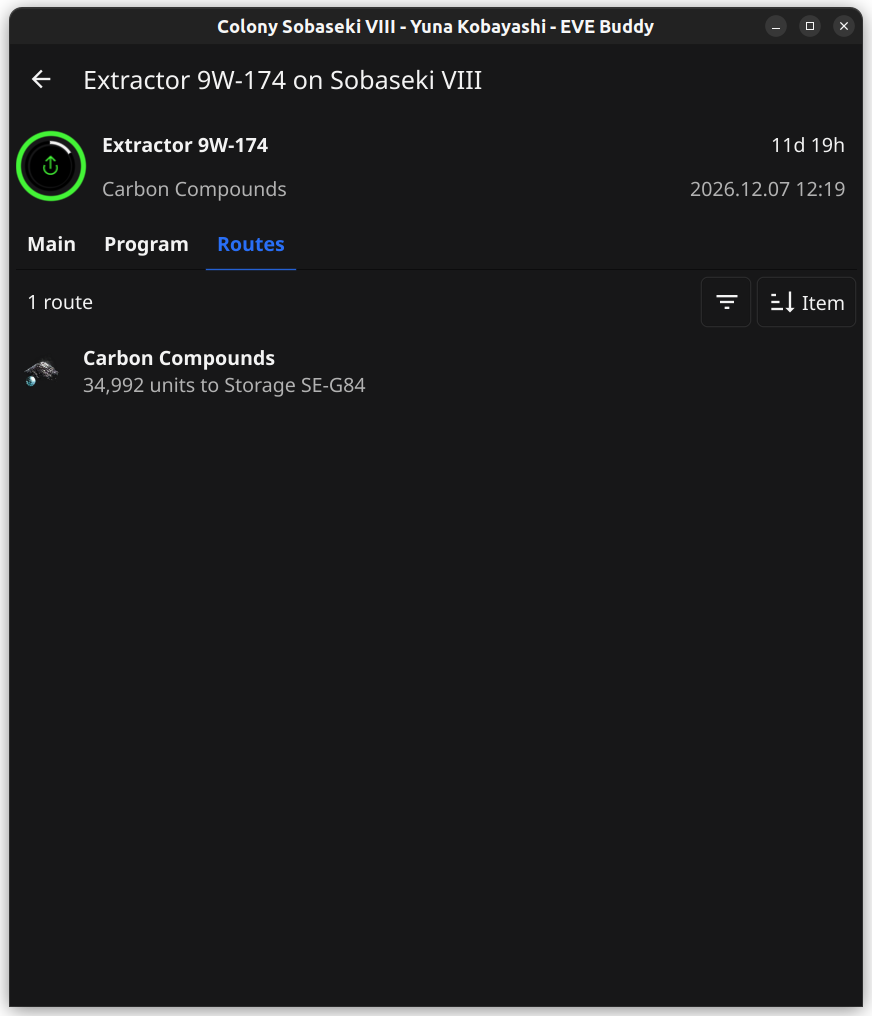 Colony Sobaseki VIII - Yuna Kobayashi - EVE Buddy
Extractor 9W-174 on Sobaseki VIII
Extractor 9W-174 11d 19h
Carbon Compounds 2026.12.07 12:19
Main Program Routes
1 route Item
Carbon Compounds
34,992 units to Storage SE-G84